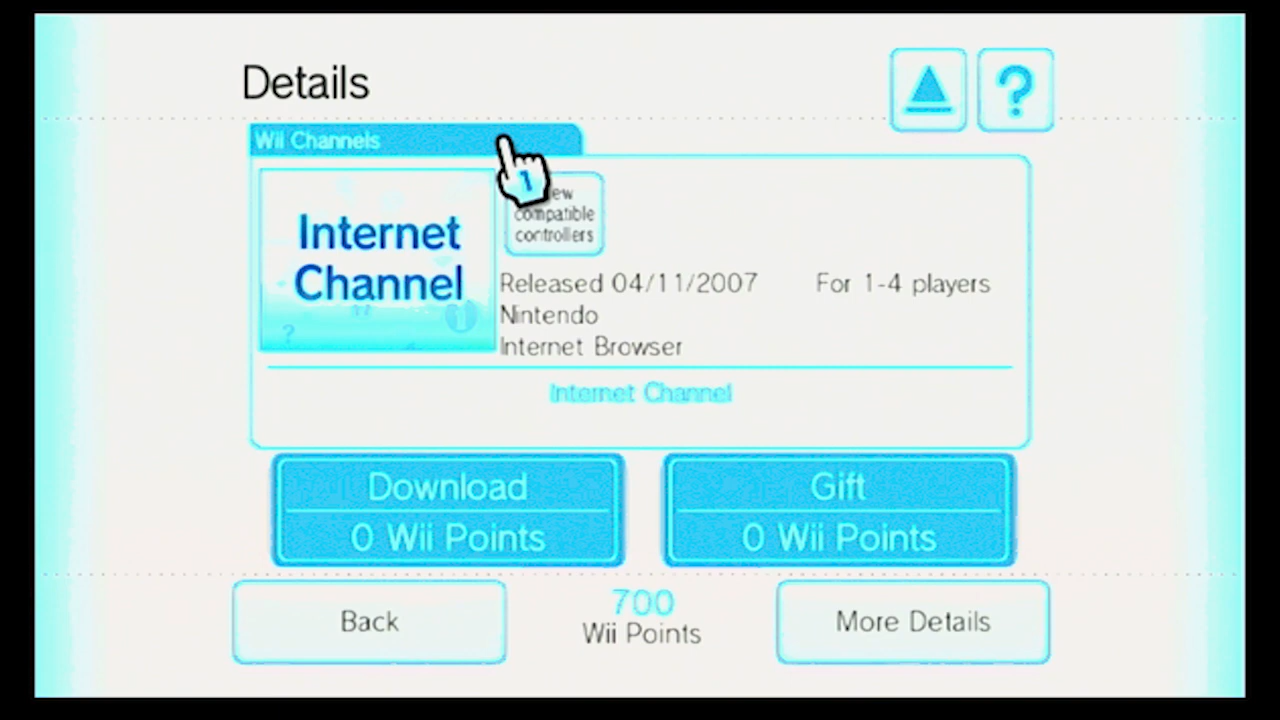 Details
?
Wii Channels
1
Internet
Channel
compatible
controllers
?
Released 04/11/2007
For 1-4 players
Nintendo
Internet Browser
Internet Channel
Download
0 Wii Points
Gift
0 Wii Points
Back
700
Wii Points
More Details